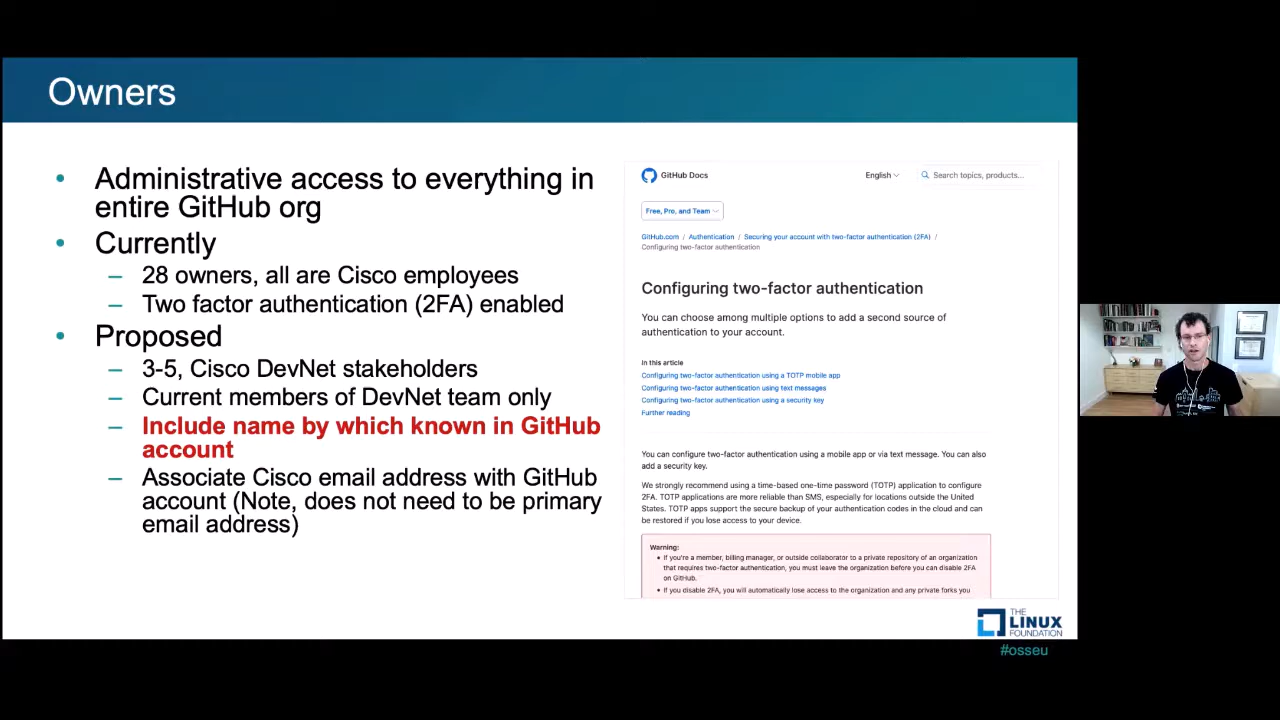 Owners
• Administrative access to everything in
entire GitHub org
• Currently
– 28 owners, all are Cisco employees
– Two factor authentication (2FA) enabled
• Proposed
– 3-5, Cisco DevNet stakeholders
– Current members of DevNet team only
– Include name by which known in GitHub
account
– Associate Cisco email address with GitHub
account (Note, does not need to be primary
email address)
GitHub Docs
English
Search topics, products...
Free, Pro, and Team
GitHub.com / Authentication / Securing your account with two-factor authentication (2FA) /
Configuring two-factor authentication
Configuring two-factor authentication
You can choose among multiple options to add a second source of
authentication to your account.
In this article
Configuring two-factor authentication using a TOTP mobile app
Configuring two-factor authentication using text messages
Configuring two-factor authentication using a security key
Further reading
You can configure two-factor authentication using a mobile app or via text message. You can also
add a security key.
We strongly recommend using a time-based one-time password (TOTP) application to configure
2FA. TOTP applications are more reliable than SMS, especially for locations outside the United
States. TOTP apps support the secure backup of your authentication codes in the cloud and can
be restored if you lose access to your device.
Warning:
• If you're a member, billing manager, or outside collaborator to a private repository of an organization
that requires two-factor authentication, you must leave the organization before you can disable 2FA
on GitHub.
• If you disable 2FA, you will automatically lose access to the organization and any private forks you
THE
LINUX
FOUNDATION
#osseu